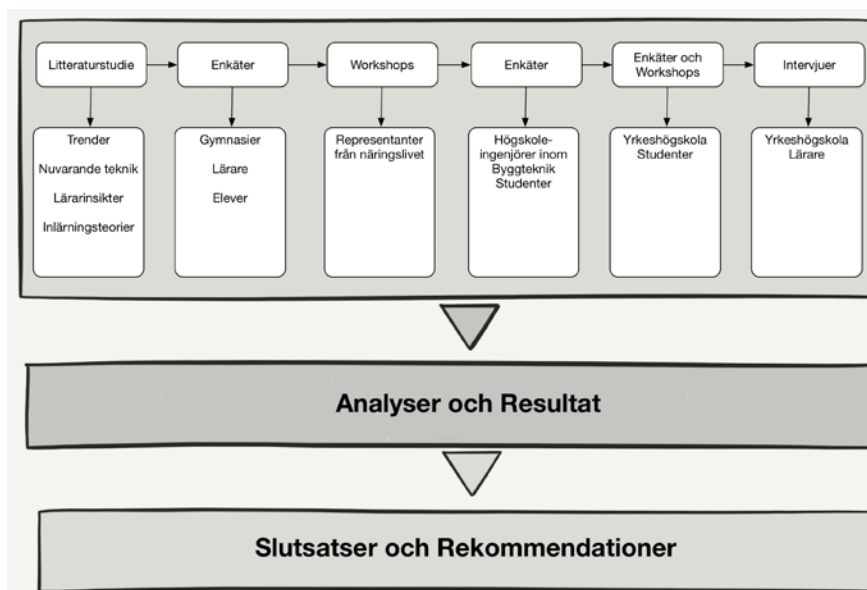 Litteraturstudie
Enkäter
Workshops
Enkäter
Enkäter och
Workshops
Intervjuer
Trender
Nuvarande teknik
Lärarinsikter
Inlärningsteorier
Gymnasier
Lärare
Elever
Representanter
från näringslivet
Högskole-
ingenjörer inom
Byggteknik
Studenter
Yrkeshögskola
Studenter
Yrkeshögskola
Lärare
Analyser och Resultat
Slutsatser och Rekommendationer